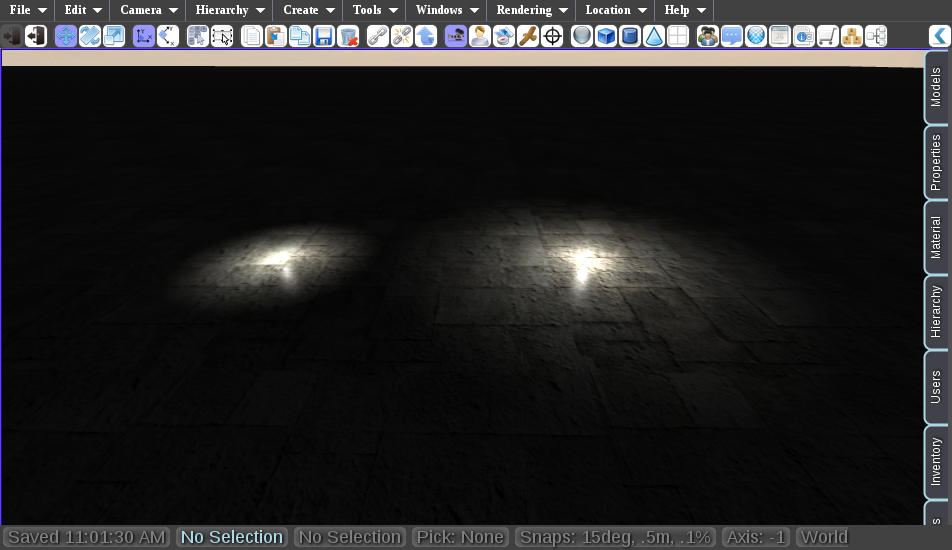 File Edit Camera Hierarchy Create Tools Windows Rendering Location Help
Models
Properties
Material
Hierarchy
Users
Inventory
Saved 11:01:30 AM No Selection No Selection Pick: None Snaps: 15deg, .5m, .1% Axis: -1 World